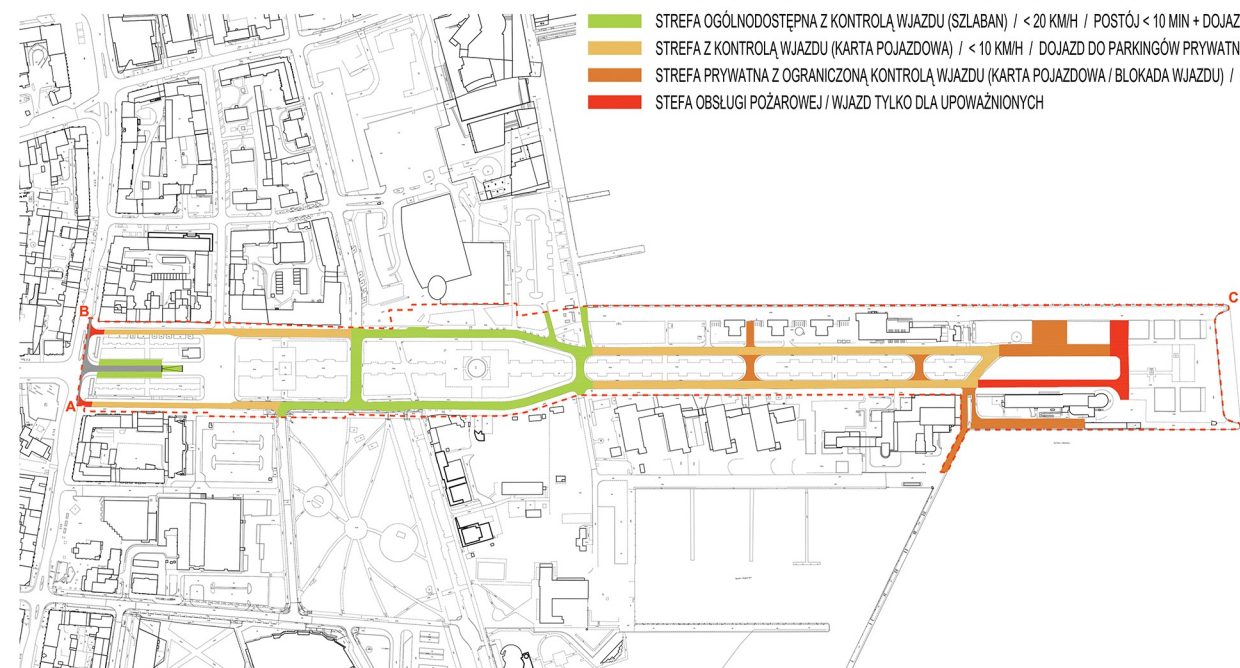 STREFA OGÓLNODOSTĘPNA Z KONTROLĄ WJAZDU (SZLABAN) / < 20 KM/H / POSTÓJ < 10 MIN + DOJAZ
STREFA Z KONTROLĄ WJAZDU (KARTA POJAZDOWA) / < 10 KM/H / DOJAZD DO PARKINGÓW PRYWATN
STREFA PRYWATNA Z OGRANICZONĄ KONTROLĄ WJAZDU (KARTA POJAZDOWA / BLOKADA WJAZDU) /
STEFA OBSŁUGI POŻAROWEJ / WJAZD TYLKO DLA UPOWAŻNIONYCH
C
B
A